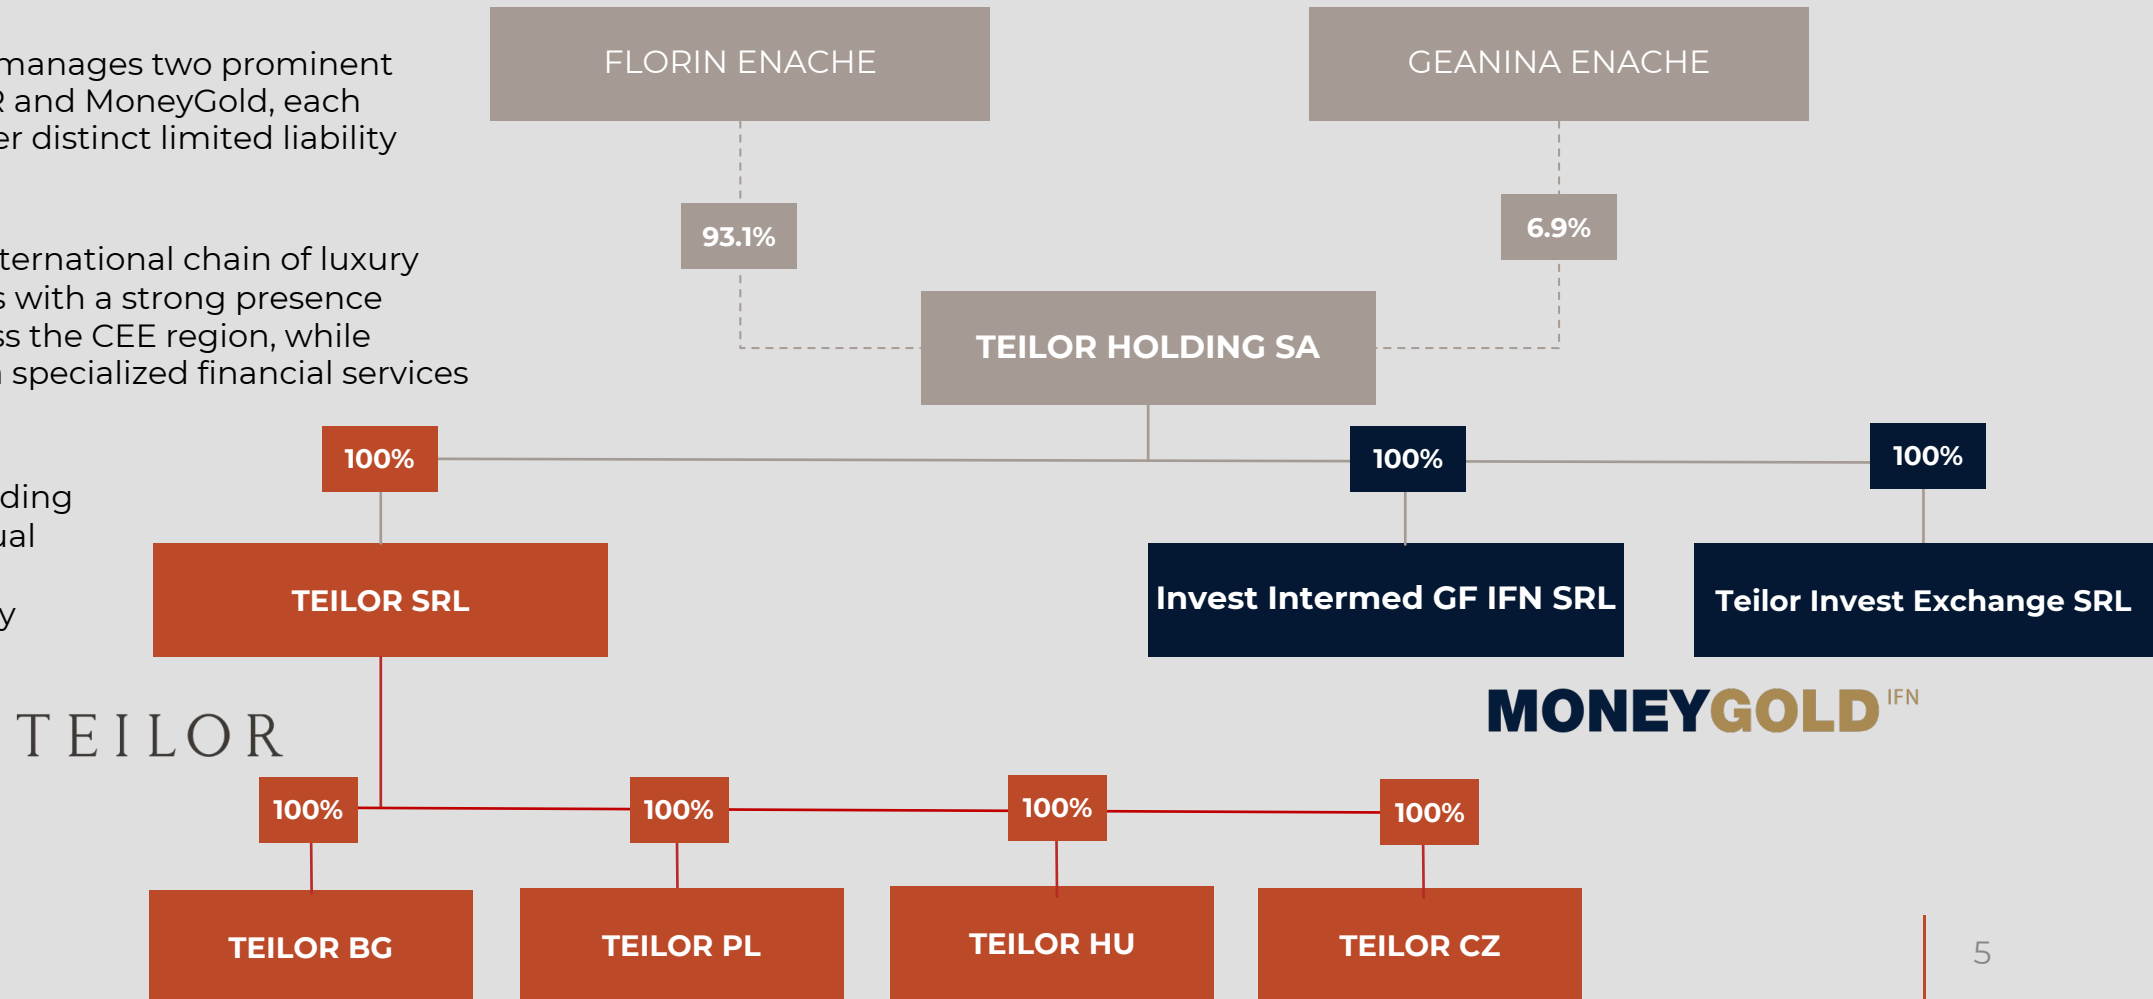 manages two prominent
R and MoneyGold, each
er distinct limited liability
ternational chain of luxury
s with a strong presence
ss the CEE region, while
specialized financial services
ding
ual
y
FLORIN ENACHE
GEANINA ENACHE
93.1%
6.9%
TEILOR HOLDING SA
100%
100%
100%
TEILOR SRL
Invest Intermed GF IFN SRL
Teilor Invest Exchange SRL
TEILOR
MONEYGOLD IFN
100%
100%
100%
100%
TEILOR BG
TEILOR PL
TEILOR HU
TEILOR CZ
5